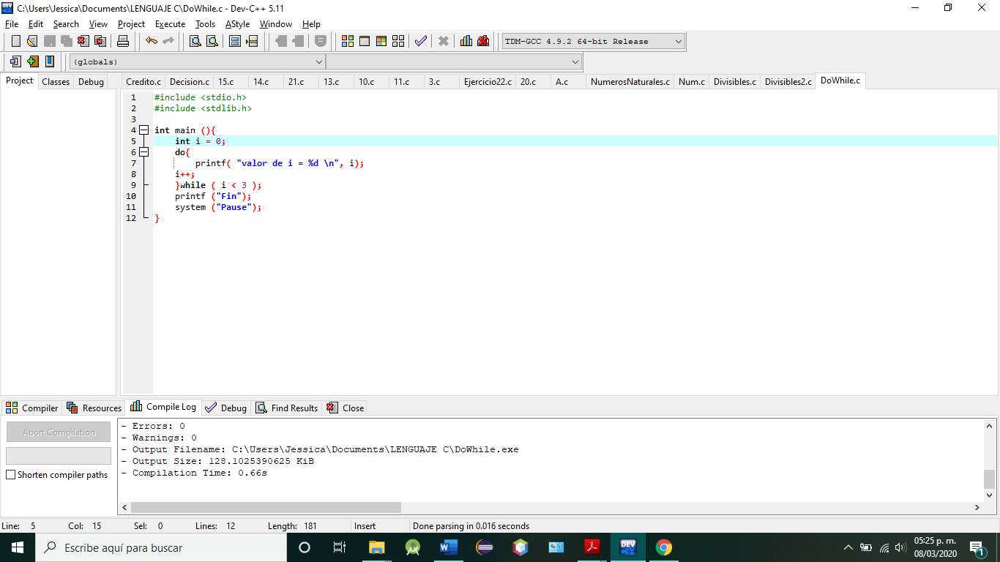 C:\Users\Jessica\Documents\LENGUAJE C\DoWhile.c - Dev-C++ 5.11
File Edit Search View Project Execute Tools AStyle Window Help
TDM-GCC 4.9.2 64-bit Release
(globals)
Project Classes Debug
Credito.c Decision.c 15.c 14.c 21.c 13.c 10.c 11.c 3.c Ejercicio22.c 20.c A.c NumerosNaturales.c Num.c Divisibles.c Divisibles2.c DoWhile.c
1 #include <stdio.h>
2 #include <stdlib.h>
3
4 int main (){
5 int i = 0;
6 do{
7 printf( "valor de i = %d \n", i);
8 i++;
9 }while ( i < 3 );
10 printf ("Fin");
11 system ("Pause");
12 }
Compiler Resources Compile Log Debug Find Results Close
Abort Compilation
Shorten compiler paths
- Errors: 0
- Warnings: 0
- Output Filename: C:\Users\Jessica\Documents\LENGUAJE C\DoWhile.exe
- Output Size: 128.1025390625 KiB
- Compilation Time: 0.66s
Line: 5 Col: 15 Sel: 0 Lines: 12 Length: 181 Insert Done parsing in 0.016 seconds
Escribe aquí para buscar
DEV
05:25 p. m.
08/03/2020
1